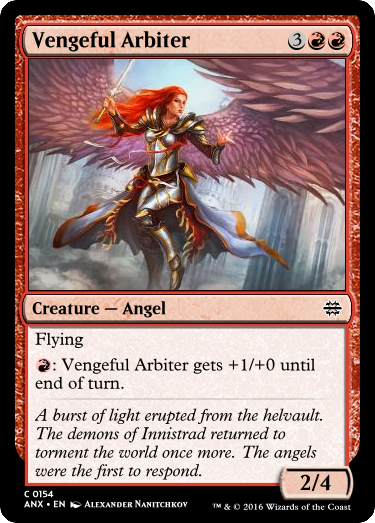 Vengeful Arbiter 3
Creature — Angel
Flying
: Vengeful Arbiter gets +1/+0 until
end of turn.
A burst of light erupted from the helvault.
The demons of Innistrad returned to
torment the world once more. The angels
were the first to respond.
2/4
C 0154
ANX • EN ALEXANDER NANITCHKOV
™ & © 2016 Wizards of the Coast